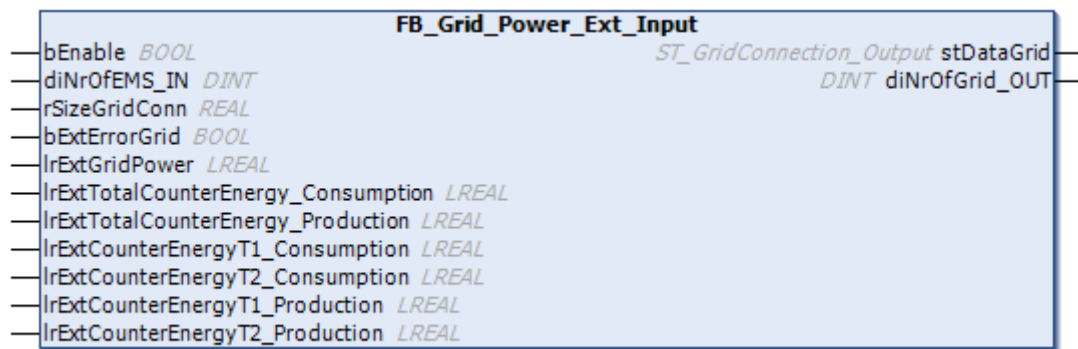 FB_Grid_Power_Ext_Input
bEnable BOOL ST_GridConnection_Output stDataGrid
diNrOfEMS_IN DINT DINT diNrOfGrid_OUT
rSizeGridConn REAL
bExtErrorGrid BOOL
lrExtGridPower LREAL
lrExtTotalCounterEnergy_Consumption LREAL
lrExtTotalCounterEnergy_Production LREAL
lrExtCounterEnergyT1_Consumption LREAL
lrExtCounterEnergyT2_Consumption LREAL
lrExtCounterEnergyT1_Production LREAL
lrExtCounterEnergyT2_Production LREAL